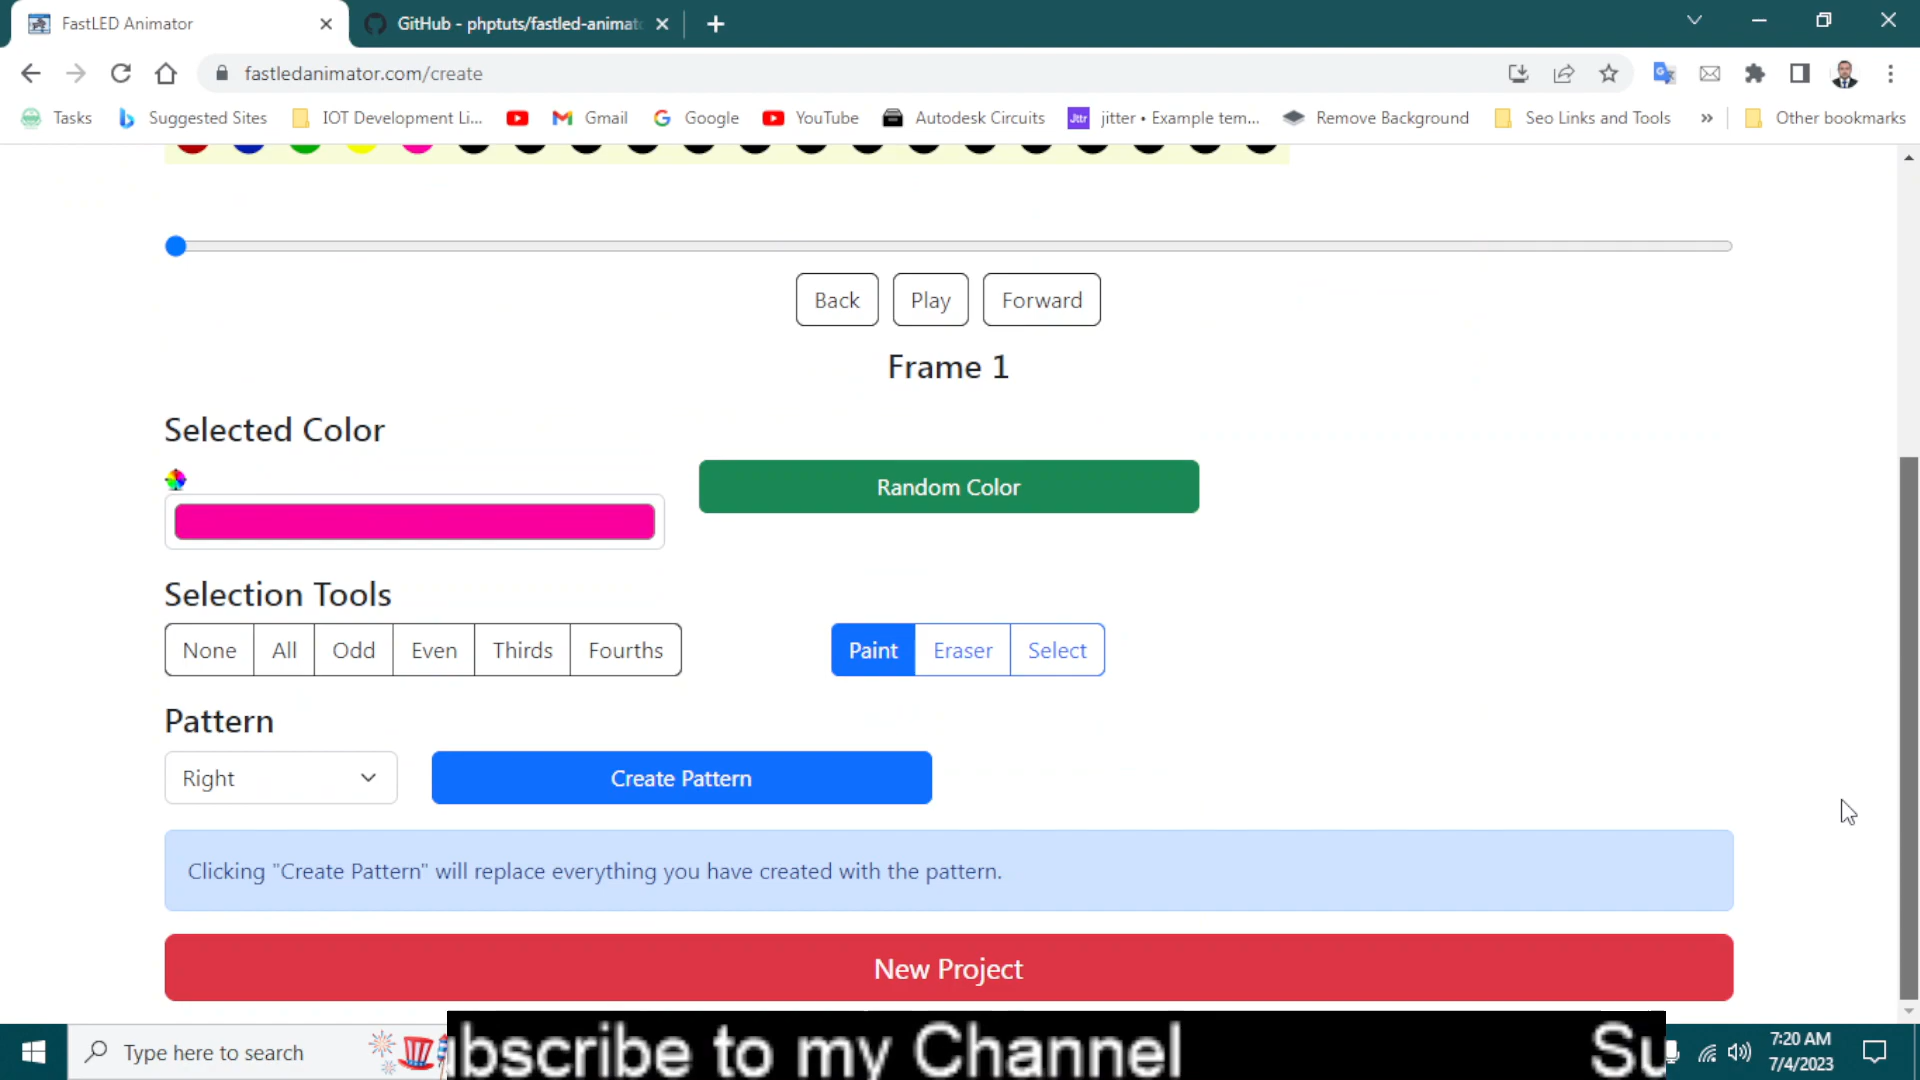 FastLED Animator
GitHub - phptuts/fastled-animat
fastledanimator.com/create
Tasks Suggested Sites IOT Development Li... Gmail Google YouTube Autodesk Circuits Jttr jitter • Example tem... Remove Background Seo Links and Tools » Other bookmarks
Back Play Forward
Frame 1
Selected Color
Random Color
Selection Tools
None All Odd Even Thirds Fourths Paint Eraser Select
Pattern
Right Create Pattern
Clicking "Create Pattern" will replace everything you have created with the pattern.
New Project
Type here to search
bscribe to my Channel Su
7:20 AM
7/4/2023